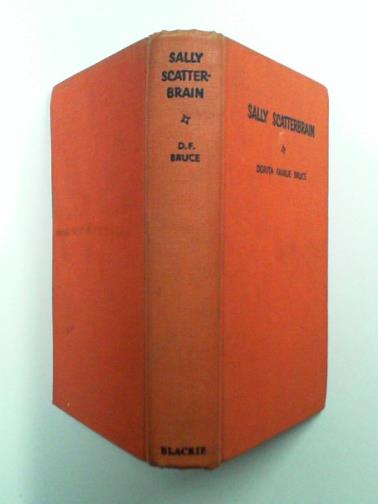 SALLY
SCATTER-
BRAIN
D.F.
BRUCE
BLACKIE
SALLY SCATTERBRAIN
DORITA FAIRLIE BRUCE